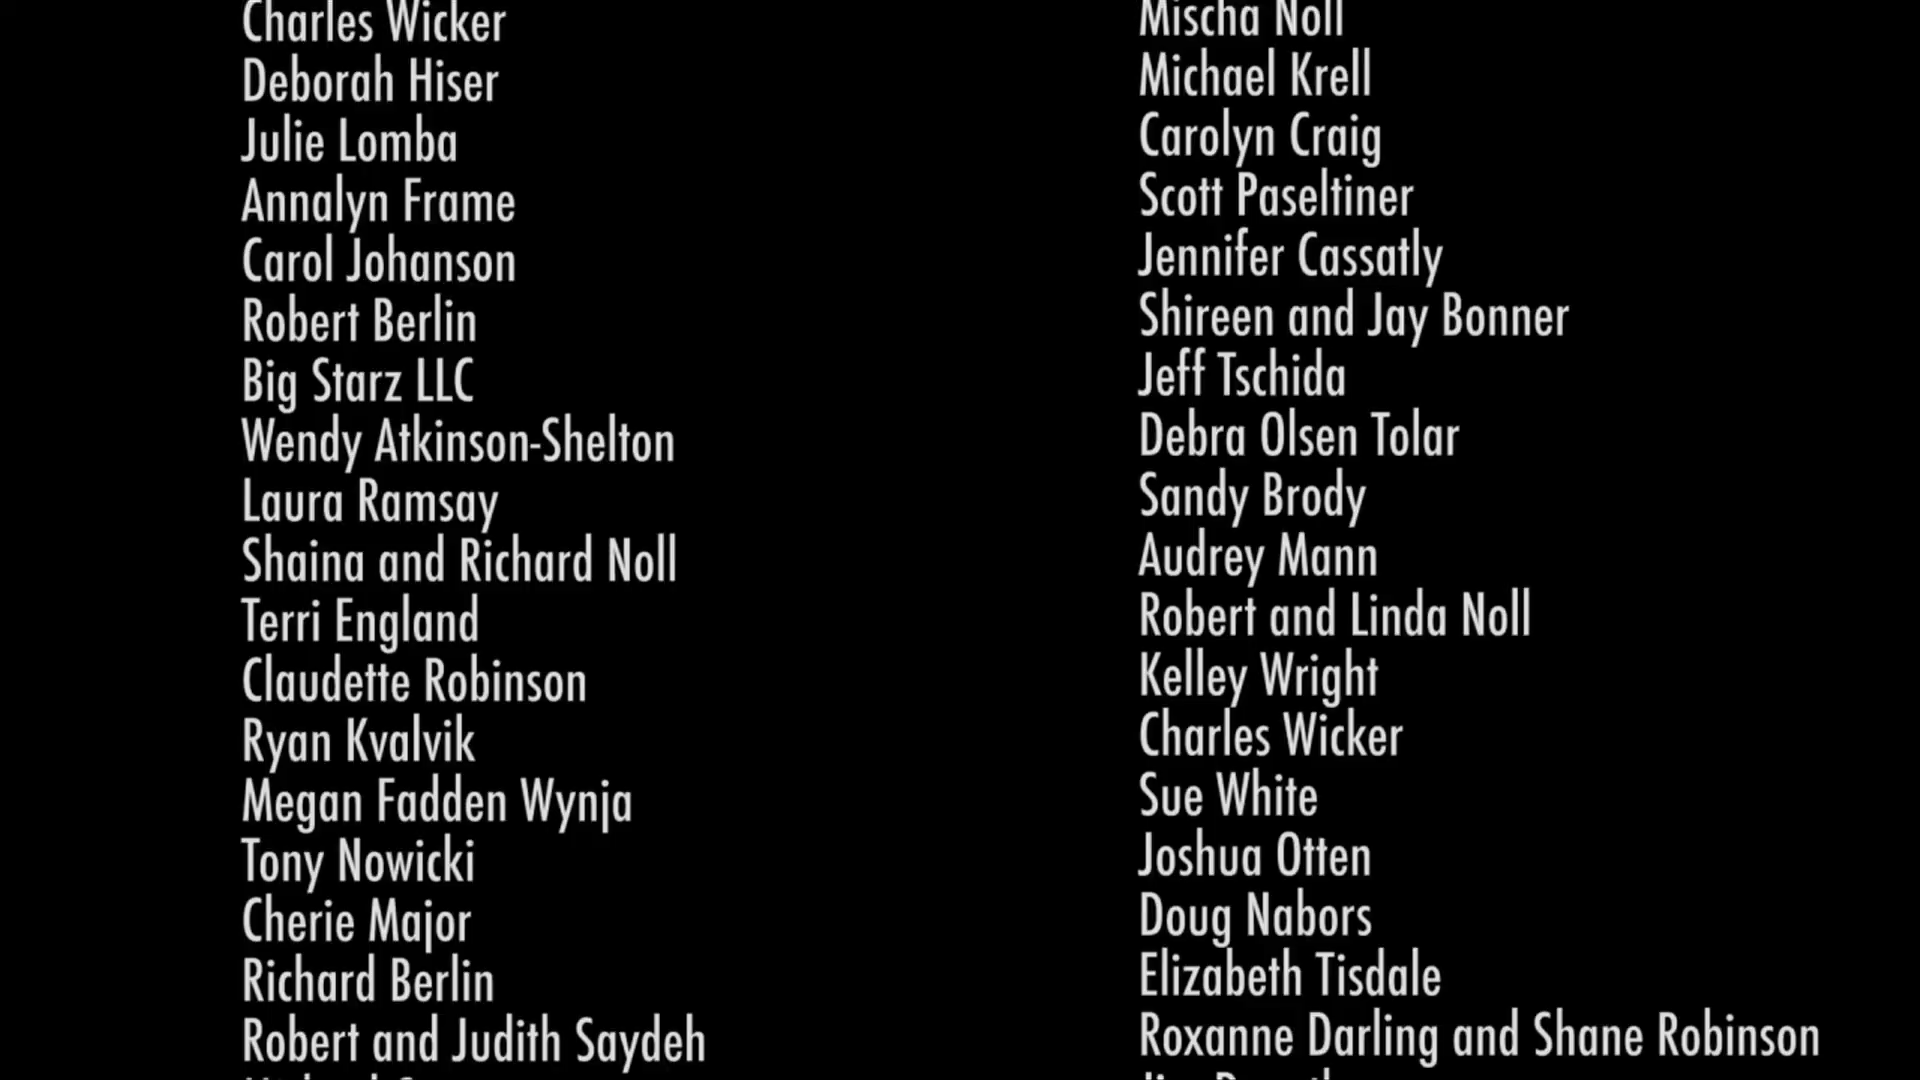 Charles Wicker
Deborah Hiser
Julie Lomba
Annalyn Frame
Carol Johanson
Robert Berlin
Big Starz LLC
Wendy Atkinson-Shelton
Laura Ramsay
Shaina and Richard Noll
Terri England
Claudette Robinson
Ryan Kvalvik
Megan Fadden Wynja
Tony Nowicki
Cherie Major
Richard Berlin
Robert and Judith Saydeh
Mischa Noll
Michael Krell
Carolyn Craig
Scott Paseltiner
Jennifer Cassatly
Shireen and Jay Bonner
Jeff Tschida
Debra Olsen Tolar
Sandy Brody
Audrey Mann
Robert and Linda Noll
Kelley Wright
Charles Wicker
Sue White
Joshua Otten
Doug Nabors
Elizabeth Tisdale
Roxanne Darling and Shane Robinson